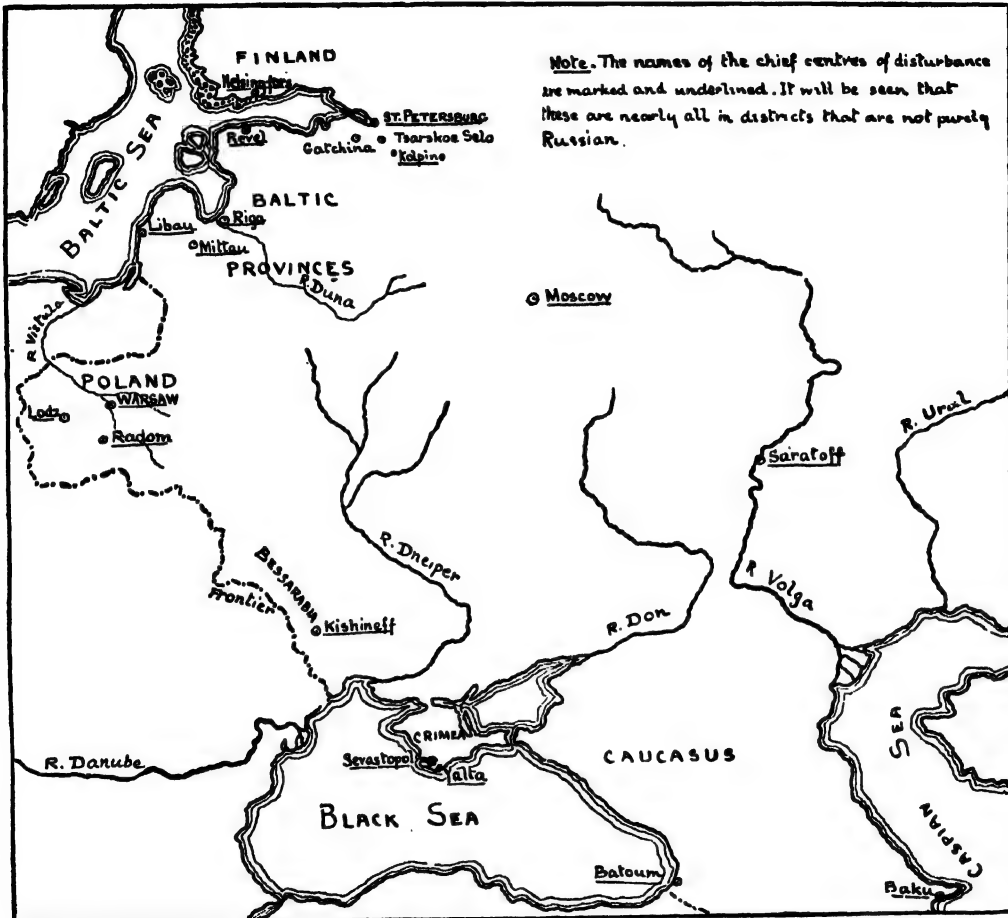 FINLAND
Note. The names of the chief centres of disturbance
are marked and underlined. It will be seen that
these are nearly all in districts that are not purely
Russian.
Helsingfors
ST. PETERSBURG
Revel
Gatchina
Tsarskoe Selo
Kolpino
BALTIC SEA
BALTIC
PROVINCES
Libau
Riga
Mittau
R. Duna
Moscow
R. Vistula
POLAND
WARSAW
Lodz
Radom
R. Ural
Saratoff
R. Dneiper
BESSARABIA
Frontier
Kishineff
R. Don
R. Volga
CRIMEA
Sevastopol
Yalta
CAUCASUS
R. Danube
BLACK SEA
CASPIAN SEA
Batoum
Baku